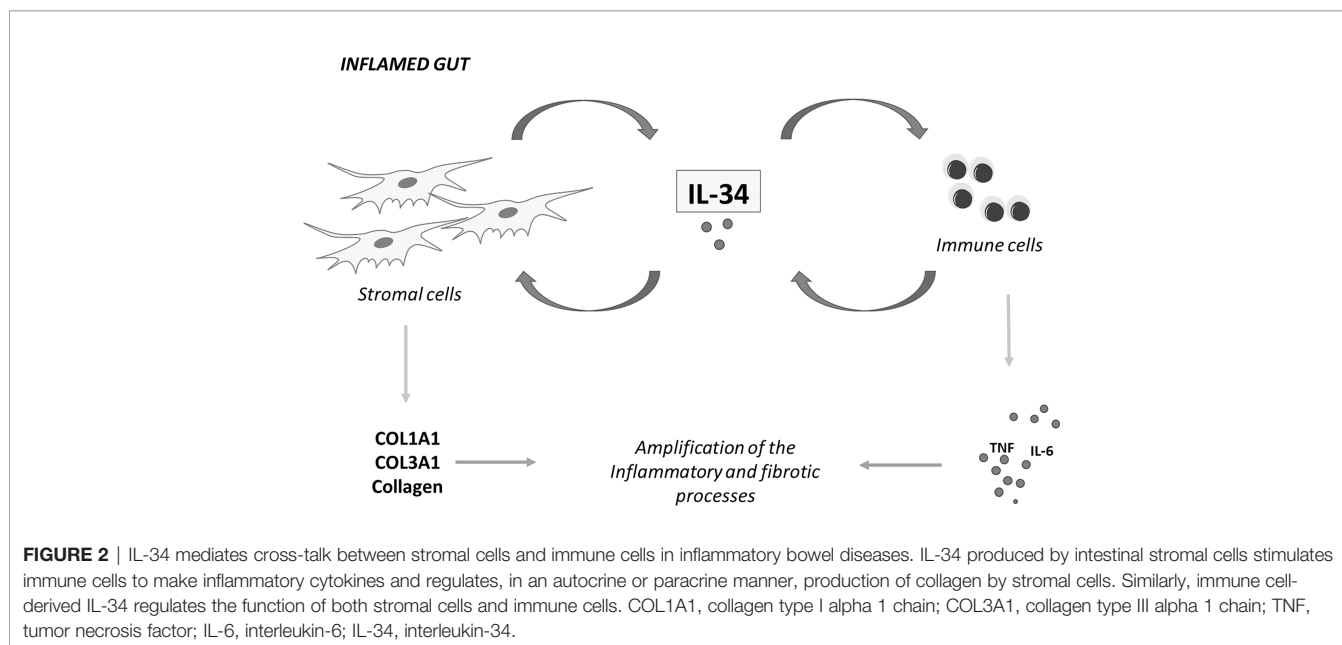 INFLAMED GUT
IL-34
Immune cells
Stromal cells
COL1A1
COL3A1
Collagen
Amplification of the
Inflammatory and fibrotic
processes
TNF
IL-6
FIGURE 2 | IL-34 mediates cross-talk between stromal cells and immune cells in inflammatory bowel diseases. IL-34 produced by intestinal stromal cells stimulates
immune cells to make inflammatory cytokines and regulates, in an autocrine or paracrine manner, production of collagen by stromal cells. Similarly, immune cell-
derived IL-34 regulates the function of both stromal cells and immune cells. COL1A1, collagen type I alpha 1 chain; COL3A1, collagen type III alpha 1 chain; TNF,
tumor necrosis factor; IL-6, interleukin-6; IL-34, interleukin-34.